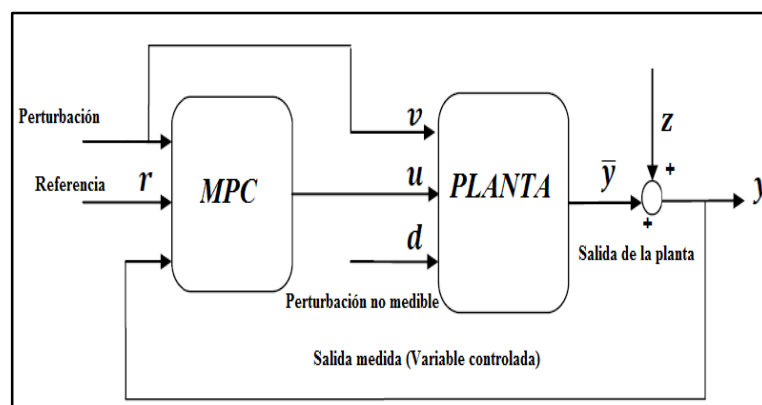 Perturbación
Referencia
r
MPC
v
u
d
Perturbación no medible
PLANTA
y̅
z
+
+
y
Salida de la planta
Salida medida (Variable controlada)